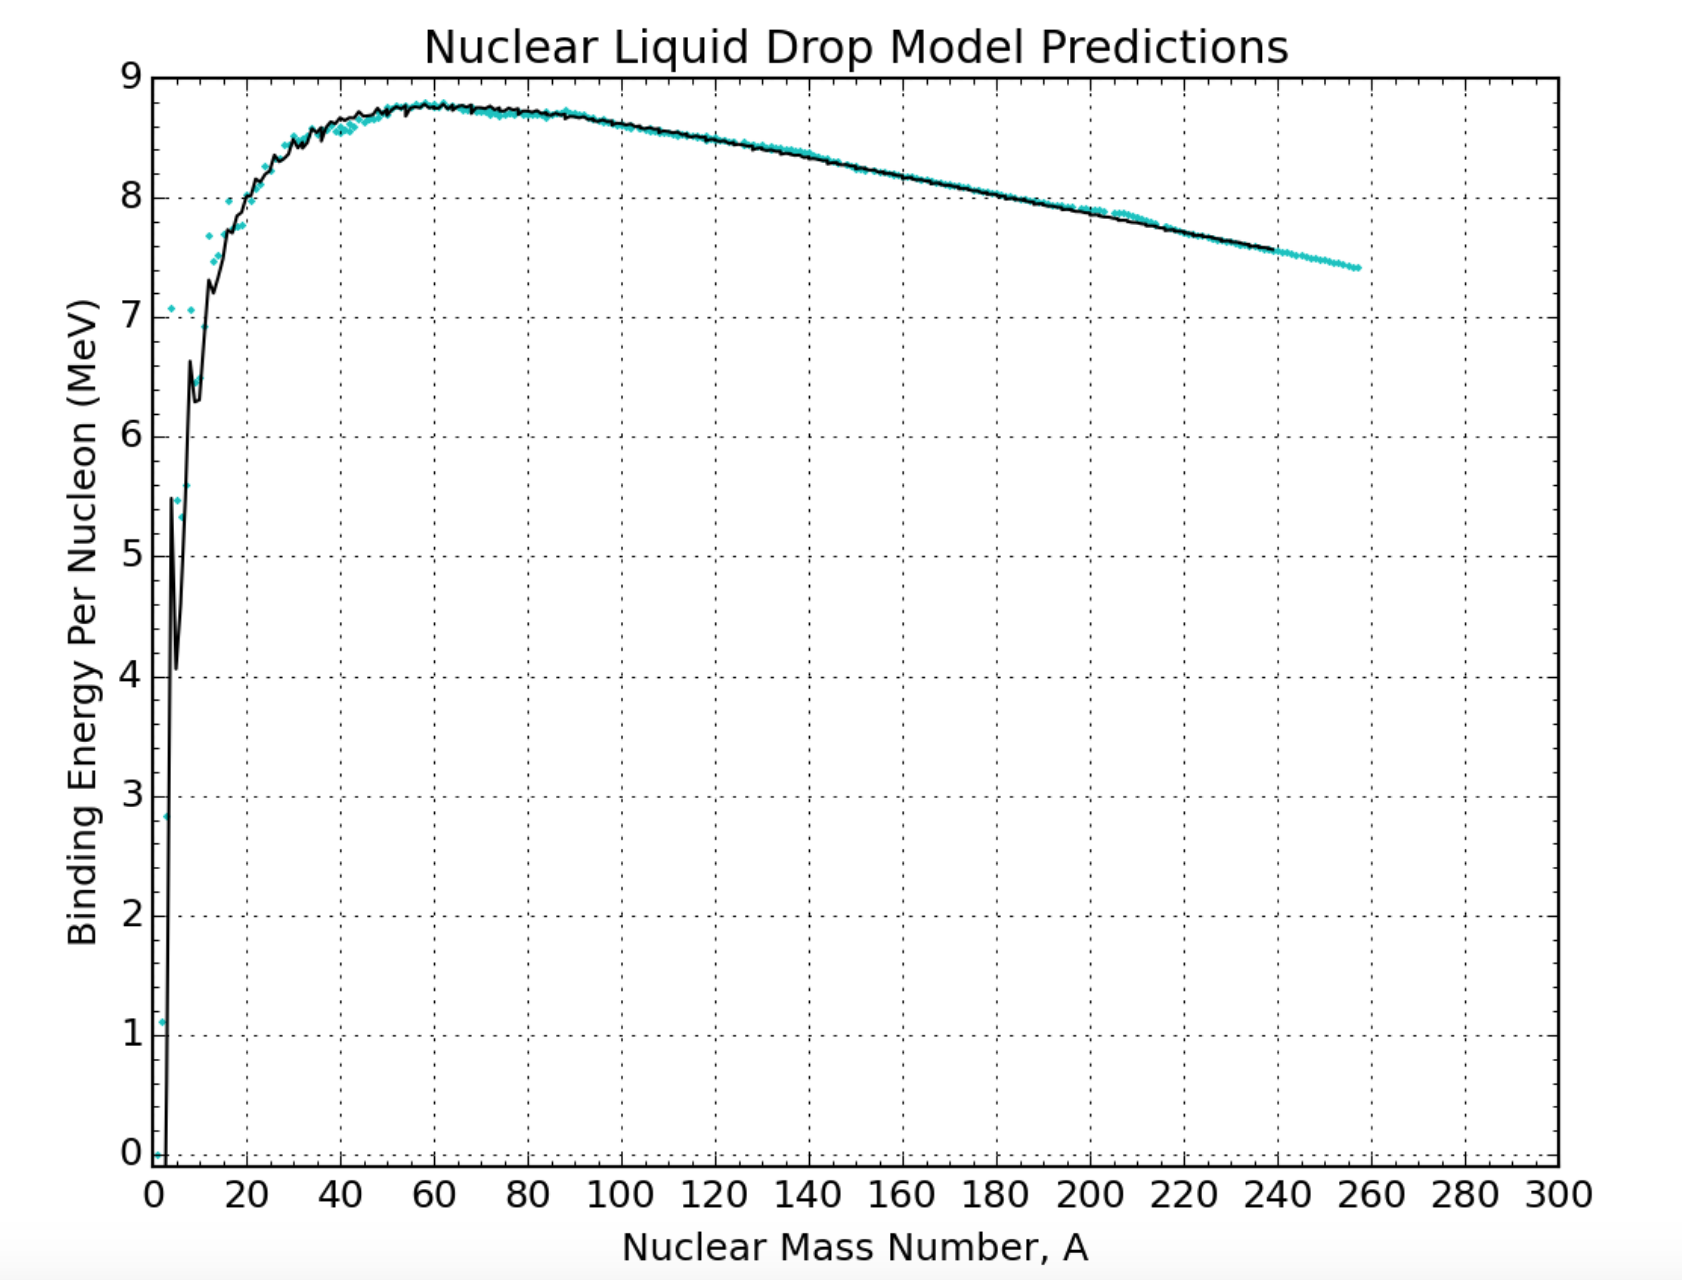 Nuclear Liquid Drop Model Predictions
9
8
7
6
5
4
3
2
1
0
Binding Energy Per Nucleon (MeV)
0 20 40 60 80 100 120 140 160 180 200 220 240 260 280 300
Nuclear Mass Number, A